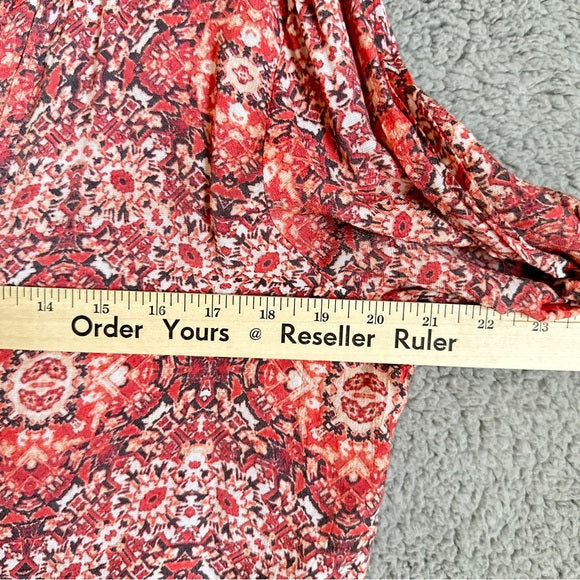 14 15 16 17 18 19 20 21 22 23
Order Yours @ Reseller Ruler